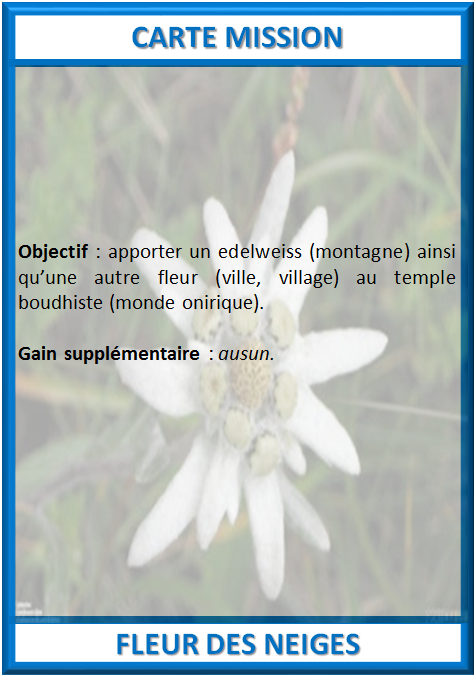 CARTE MISSION
Objectif : apporter un edelweiss (montagne) ainsi
qu’une autre fleur (ville, village) au temple
boudhiste (monde onirique).
Gain supplémentaire : ausun.
FLEUR DES NEIGES